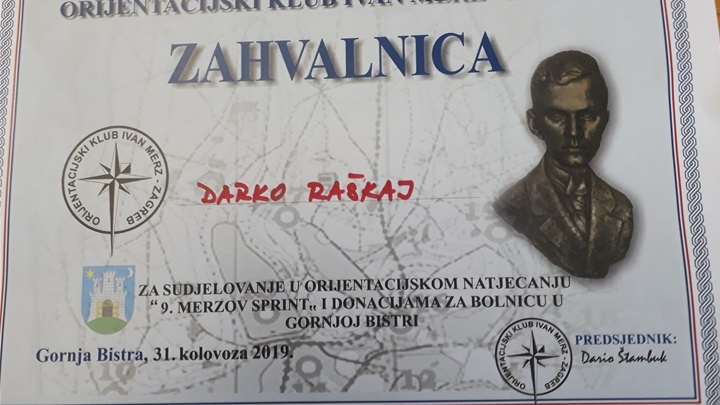 ORIJENTACIJSKI KLUB IVAN MERZ
ZAHVALNICA
ORIJENTACIJSKI KLUB IVAN MERZ - ZAGREB
DARKO RAŠKAJ
ZA SUDJELOVANJE U ORIJENTACIJSKOM NATJECANJU
“ 9. MERZOV SPRINT„ I DONACIJAMA ZA BOLNICU U
GORNJOJ BISTRI
Gornja Bistra, 31. kolovoza 2019.
ORIJENTACIJSKI KLUB IVAN MERZ - ZAGREB
PREDSJEDNIK:
Dario Štambuk